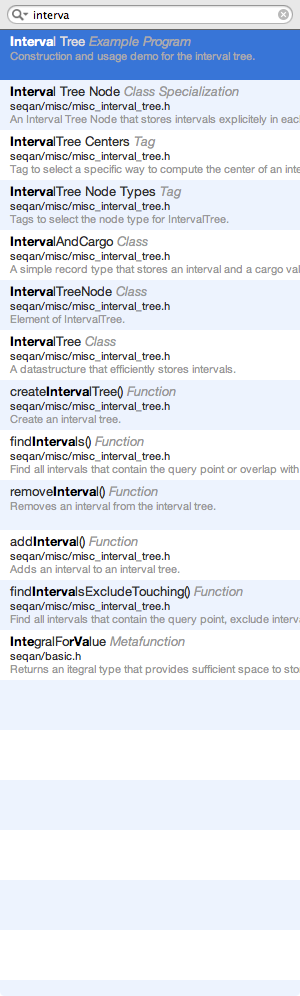 interva
Interval Tree Example Program
Construction and usage demo for the interval tree.
Interval Tree Node Class Specialization
seqan/misc/misc_interval_tree.h
An Interval Tree Node that stores intervals explicitely in eac
IntervalTree Centers Tag
seqan/misc/misc_interval_tree.h
Tag to select a specific way to compute the center of an inte
IntervalTree Node Types Tag
seqan/misc/misc_interval_tree.h
Tags to select the node type for IntervalTree.
IntervalAndCargo Class
seqan/misc/misc_interval_tree.h
A simple record type that stores an interval and a cargo val
IntervalTreeNode Class
seqan/misc/misc_interval_tree.h
Element of IntervalTree.
IntervalTree Class
seqan/misc/misc_interval_tree.h
A datastructure that efficiently stores intervals.
createIntervalTree() Function
seqan/misc/misc_interval_tree.h
Create an interval tree.
findIntervals() Function
seqan/misc/misc_interval_tree.h
Find all intervals that contain the query point or overlap with
removeInterval() Function
Removes an interval from the interval tree.
addInterval() Function
seqan/misc/misc_interval_tree.h
Adds an interval to an interval tree.
findIntervalsExcludeTouching() Function
seqan/misc/misc_interval_tree.h
Find all intervals that contain the query point, exclude interva
IntegralForValue Metafunction
seqan/basic.h
Returns an itegral type that provides sufficient space to sto